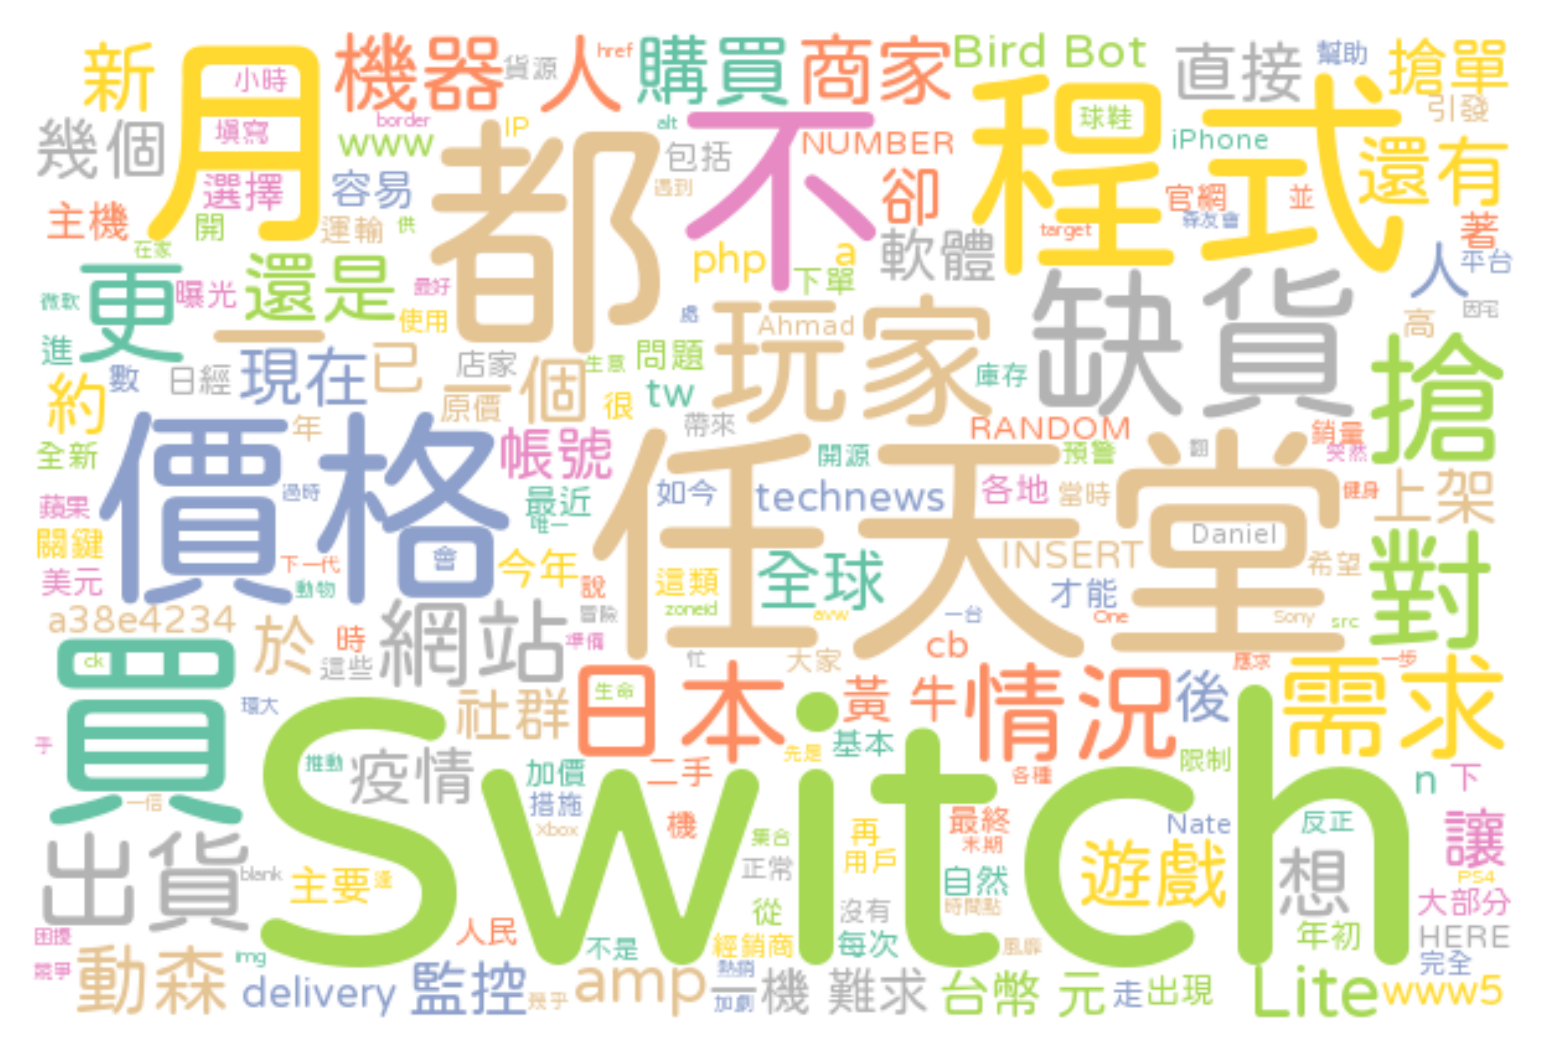 新
月
小時
機器人
貨源
href
購買
商家
Bird Bot
直接
幫助
搶單
引發
幾個
填寫
border
www
IP
alt
不
NUMBER
程式
球鞋
iPhone
還有
選擇
容易
都
包括
遇到
卻
官網
並
著
主機
開
運輸
供
在家
php
a
軟體
target
森友會
人
平台
更
曝光
還是
最好
下單
微軟
使用
處
Ahmad
玩家
缺貨
高
進
一
現在
已
店家
生意
問題
數
日經
搶
約
原價
一個
很
tw
庫存
帶來
RANDOM
銷量
突然
全新
年
價格
帳號
任天堂
開源
預警
翻
蘋果
過時
最近
唯一
如今
technews
各地
當時
健身
上架
關鍵
會
Daniel
美元
下一代
動物
今年
說
這類
全球
INSERT
希望
對
a38e4234
冒險
zoneid
avw
才能
一台
One
Sony
src
於
時
網站
準備
cb
買
ck
這些
忙
大家
應求
一步
環大
社群
日本
生命
黃牛
情況
後
需求
Switch
推動
疫情
加價
二手
先是
基本
各種
限制
n
下
一信
措施
Xbox
機
集合
再
最終
末期
Nate
反正
讓
出貨
blank
主要
正常
用戶
自然
遊戲
想
PS4
時間點
大部分
從
沒有
困擾
人民
不是
經銷商
每次
年初
HERE
完全
競爭
動森
img
delivery
監控
幾乎
amp
熱銷
加劇
一機
難求
台幣
元
走
出現
Lite
www5